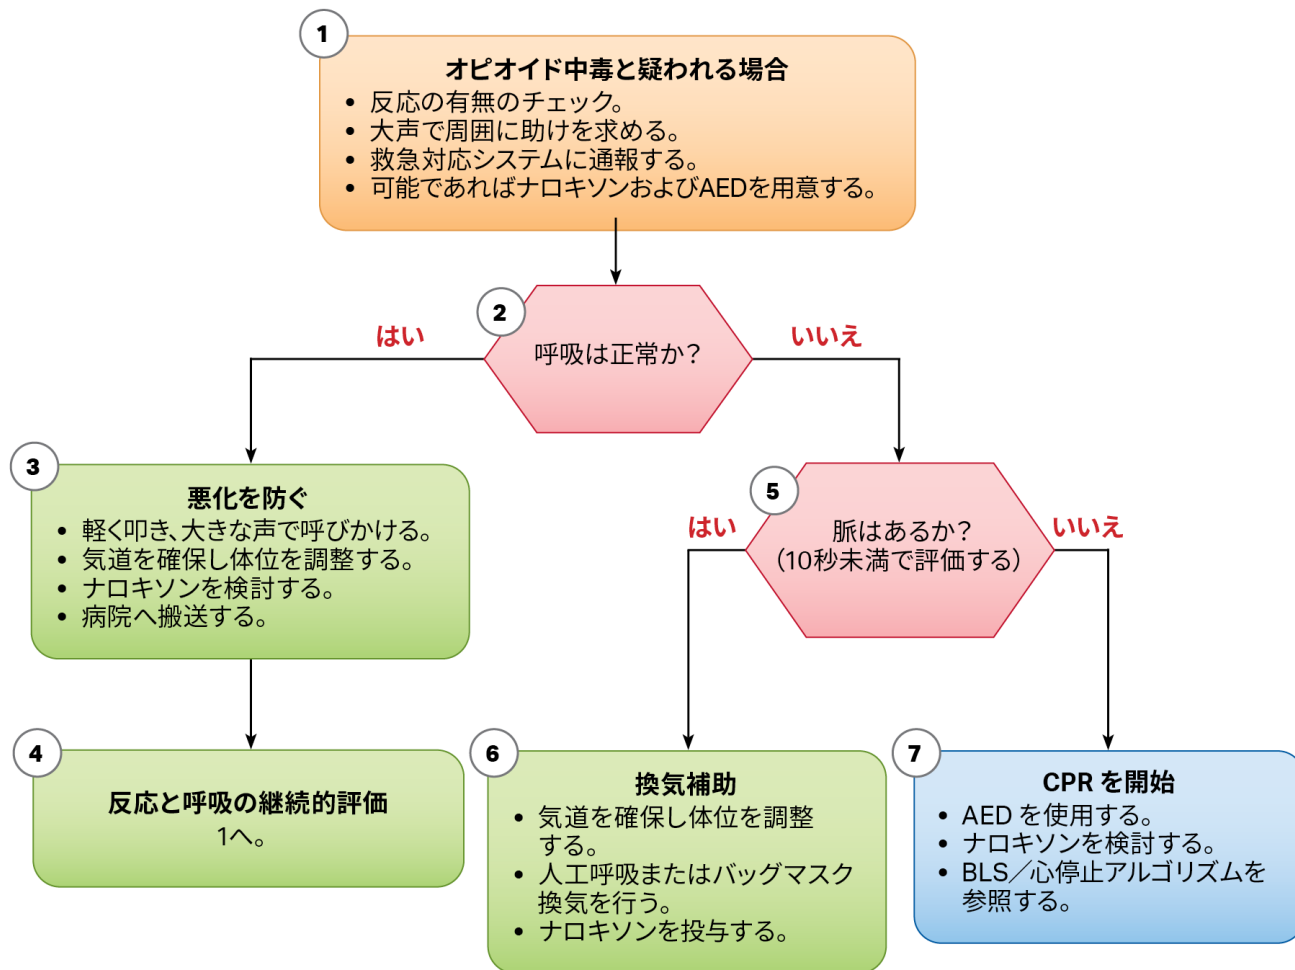 1
オピオイド中毒と疑われる場合
• 反応の有無のチェック。
• 大声で周囲に助けを求める。
• 救急対応システムに通報する。
• 可能であればナロキソンおよびAEDを用意する。
2
呼吸は正常か？
はい
いいえ
3
悪化を防ぐ
• 軽く叩き、大きな声で呼びかける。
• 気道を確保し体位を調整する。
• ナロキソンを検討する。
• 病院へ搬送する。
5
脈はあるか？
（10秒未満で評価する）
はい
いいえ
4
反応と呼吸の継続的評価
1へ。
6
換気補助
• 気道を確保し体位を調整
する。
• 人工呼吸またはバッグマスク
換気を行う。
• ナロキソンを投与する。
7
CPR を開始
• AED を使用する。
• ナロキソンを検討する。
• BLS／心停止アルゴリズムを
参照する。